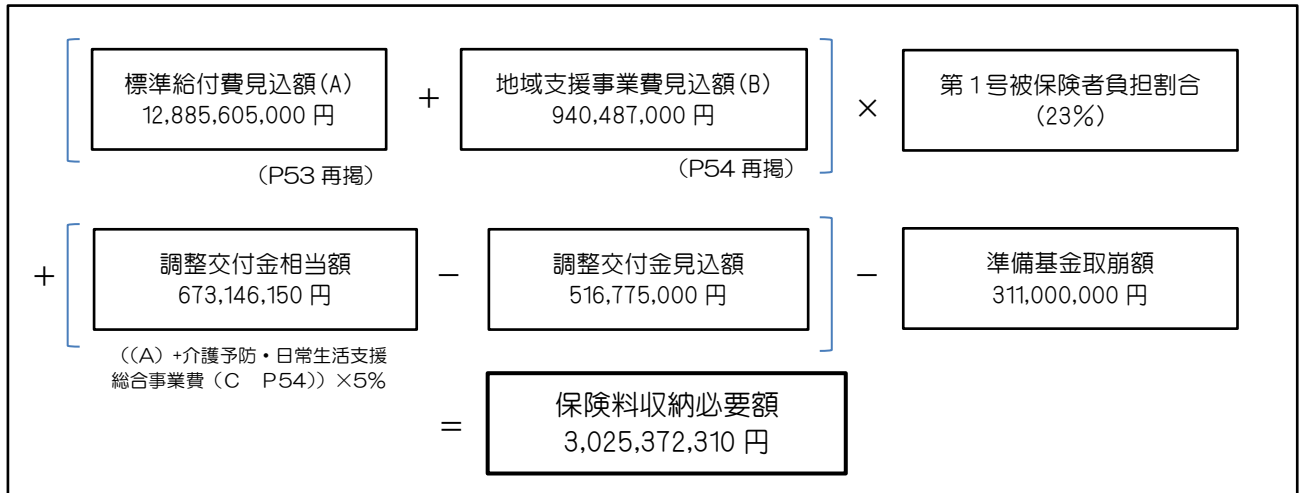 標準給付費見込額(A)
12,885,605,000 円
＋
地域支援事業費見込額(B)
940,487,000 円
×
第1号被保険者負担割合
(23%)
（P53 再掲）
（P54 再掲）
＋
調整交付金相当額
673,146,150 円
－
調整交付金見込額
516,775,000 円
－
準備基金取崩額
311,000,000 円
（(A) +介護予防・日常生活支援
総合事業費（C　P54））×5%
＝
保険料収納必要額
3,025,372,310 円